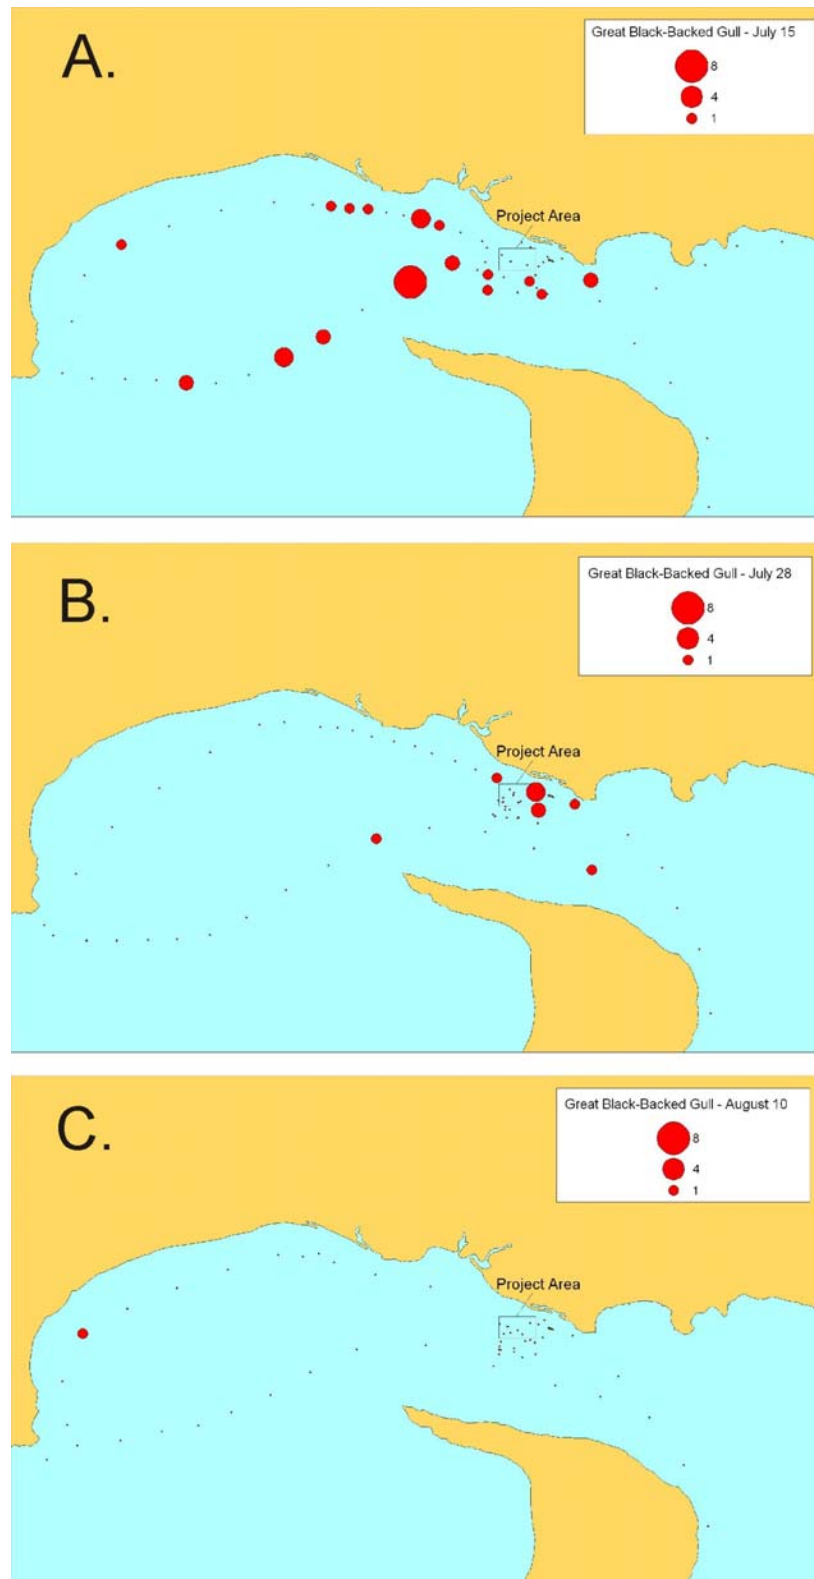 A.
Great Black-Backed Gull - July 15
8
4
1
Project Area
B.
Great Black-Backed Gull - July 28
8
4
1
Project Area
C.
Great Black-Backed Gull - August 10
8
4
1
Project Area